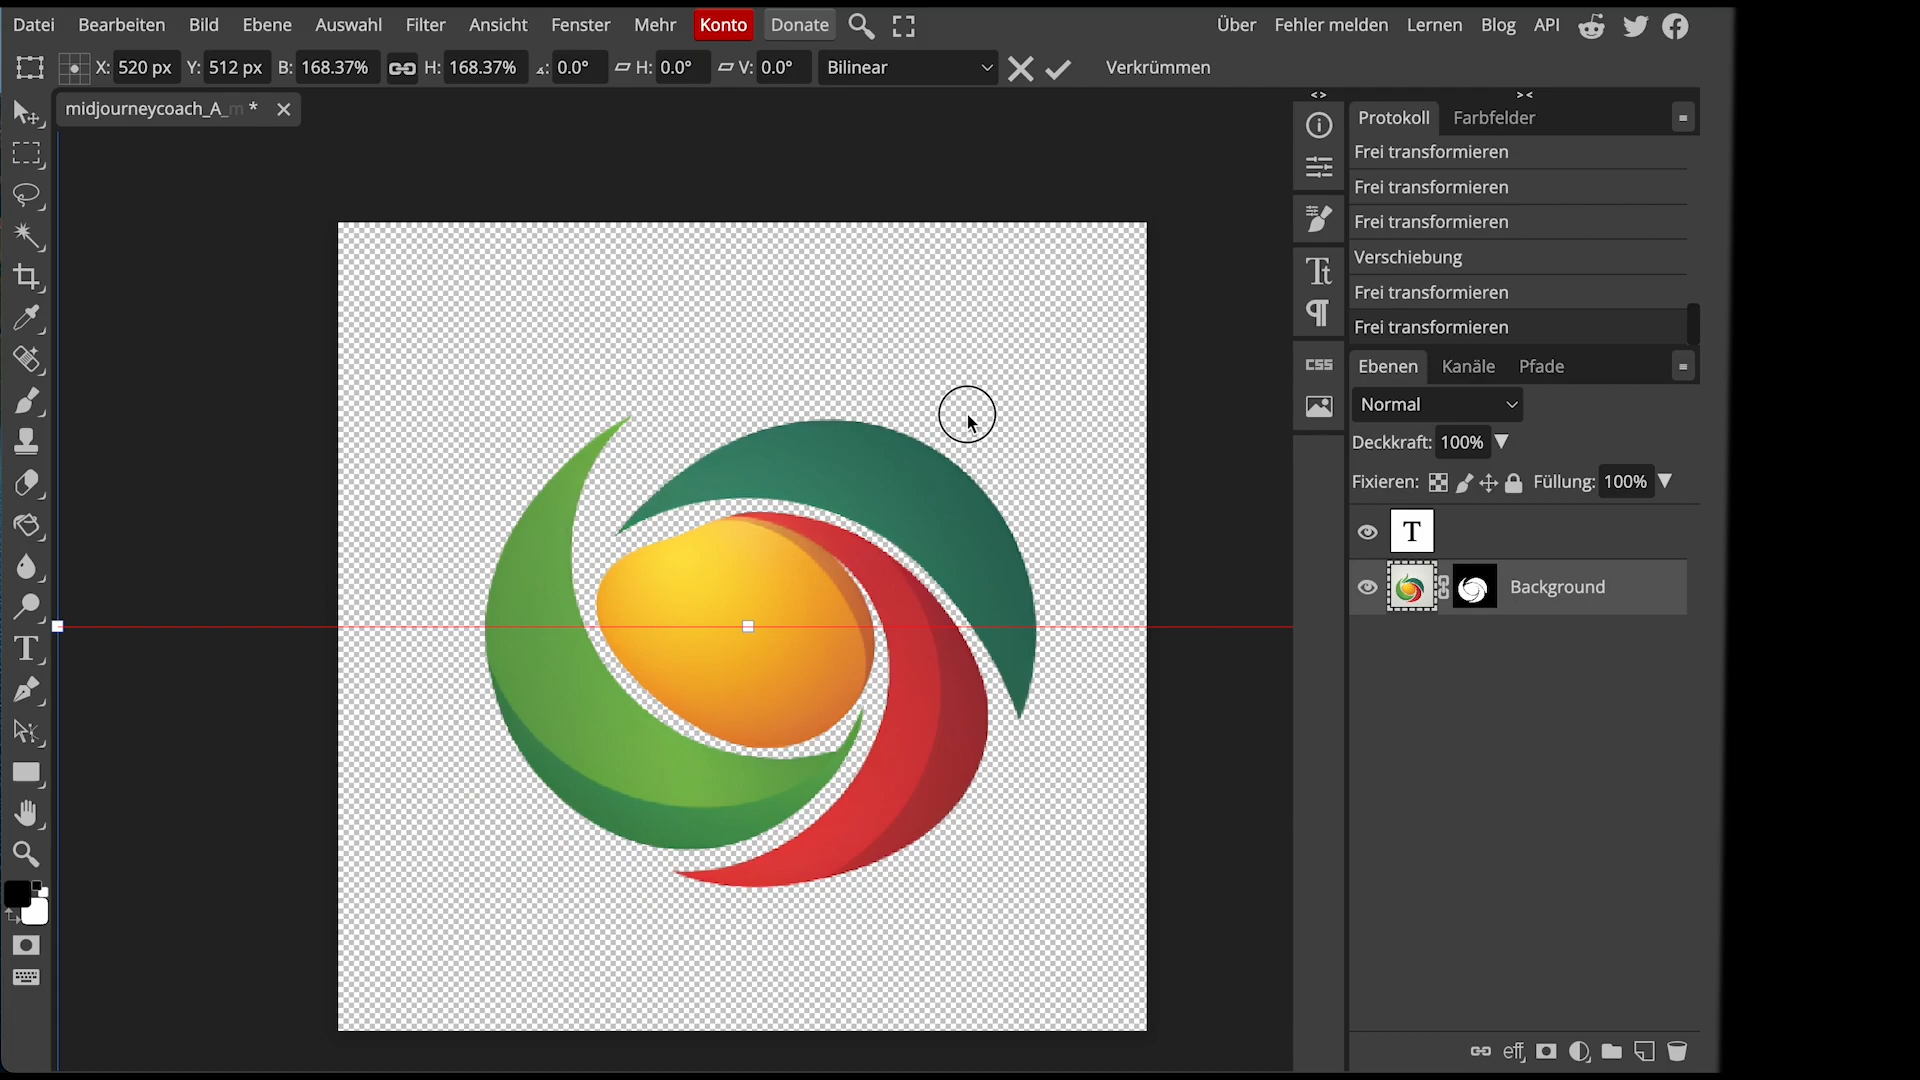 Datei Bearbeiten Bild Ebene Auswahl Filter Ansicht Fenster Mehr Konto Donate Über Fehler melden Lernen Blog API
X: 520 px Y: 512 px B: 168.37% H: 168.37% ∡: 0.0° H: 0.0° V: 0.0° Bilinear Verkrümmen
midjourneycoach_A_m *
Protokoll Farbfelder
Frei transformieren
Frei transformieren
Frei transformieren
Verschiebung
Frei transformieren
Frei transformieren
CSS
Ebenen Kanäle Pfade
Normal
Deckkraft: 100%
Fixieren: Füllung: 100%
T
Background
eff